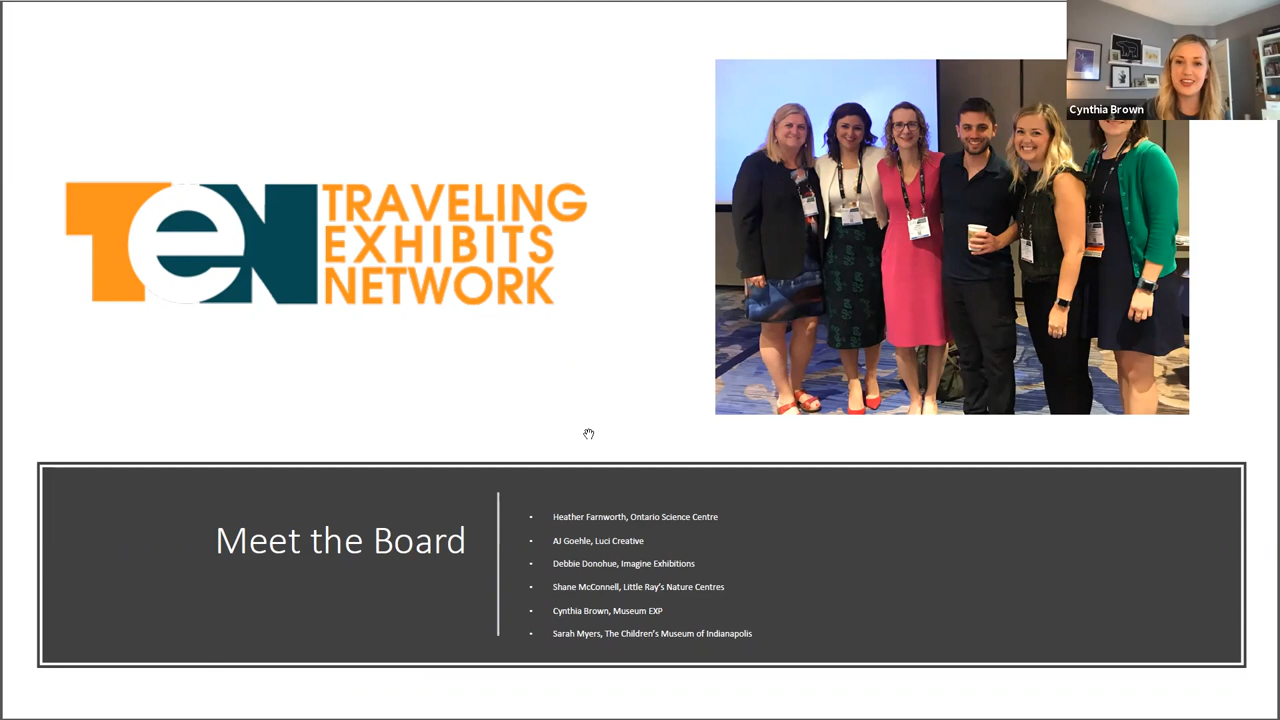 Cynthia Brown
TEN
TRAVELING
EXHIBITS
NETWORK
Meet the Board
• Heather Farnworth, Ontario Science Centre
• AJ Goehle, Luci Creative
• Debbie Donohue, Imagine Exhibitions
• Shane McConnell, Little Ray's Nature Centres
• Cynthia Brown, Museum EXP
• Sarah Myers, The Children's Museum of Indianapolis